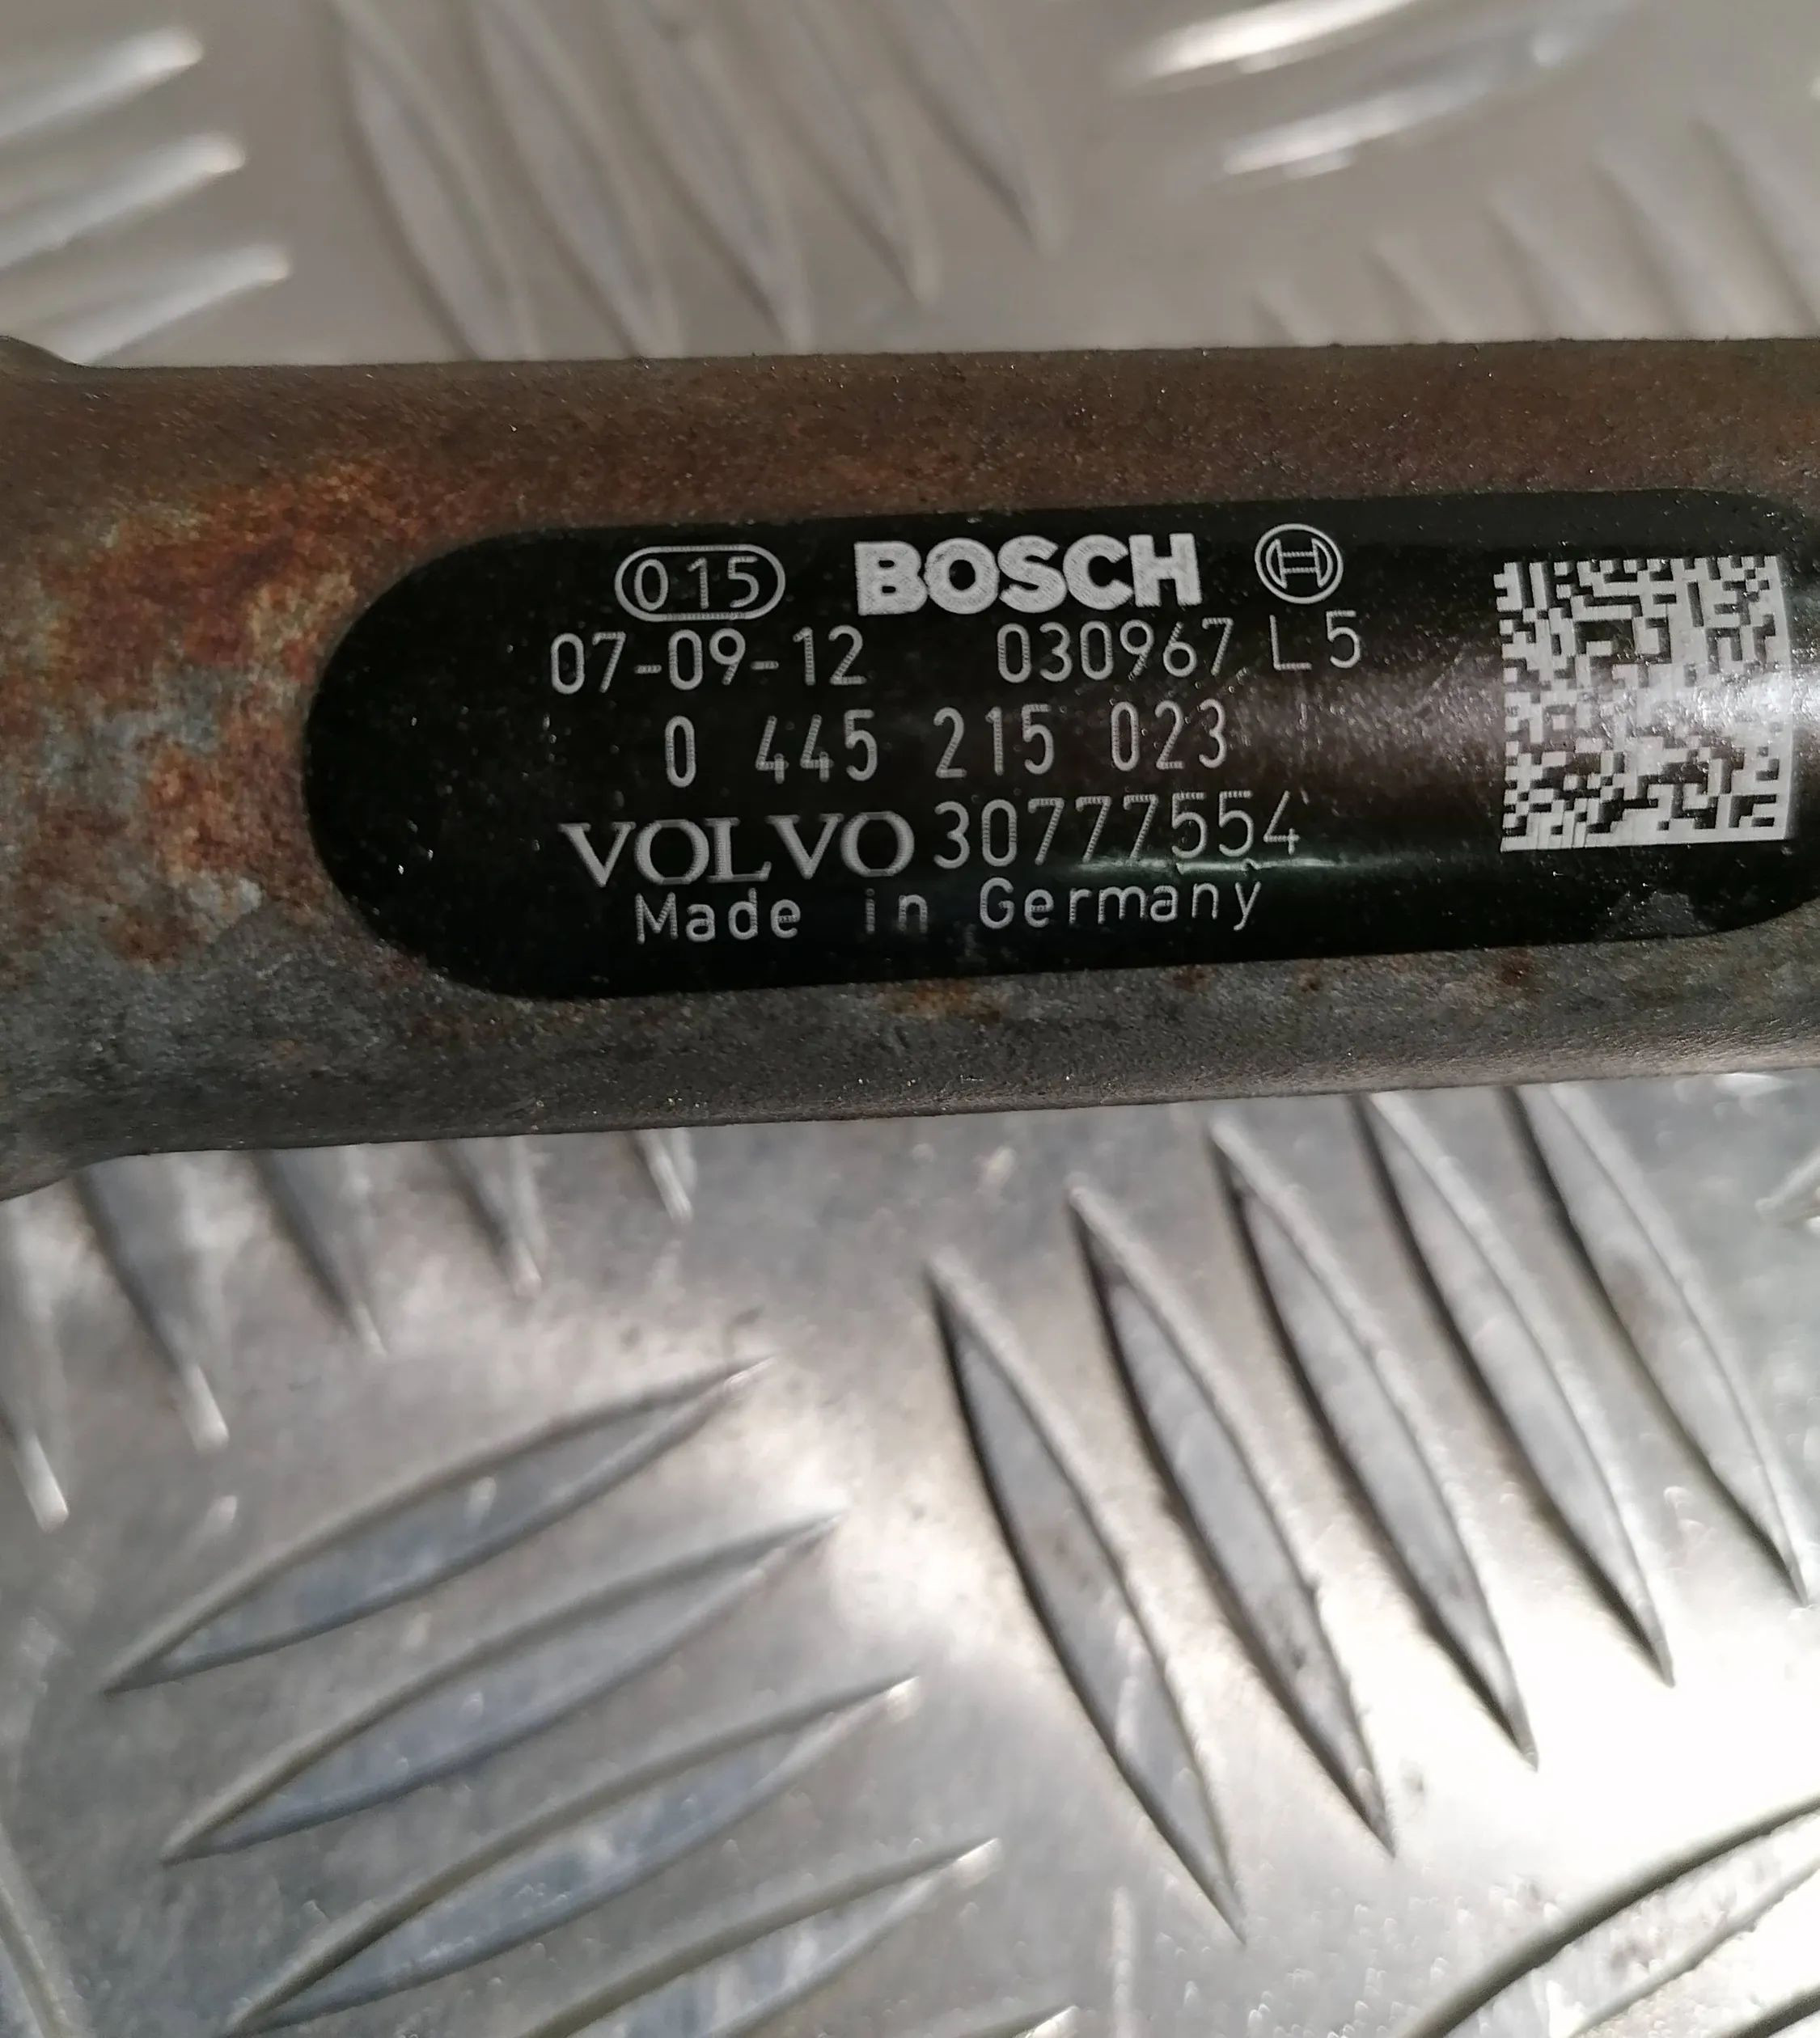 015 BOSCH
07-09-12 030967 L5
0 445 215 023
VOLVO 30777554
Made in Germany